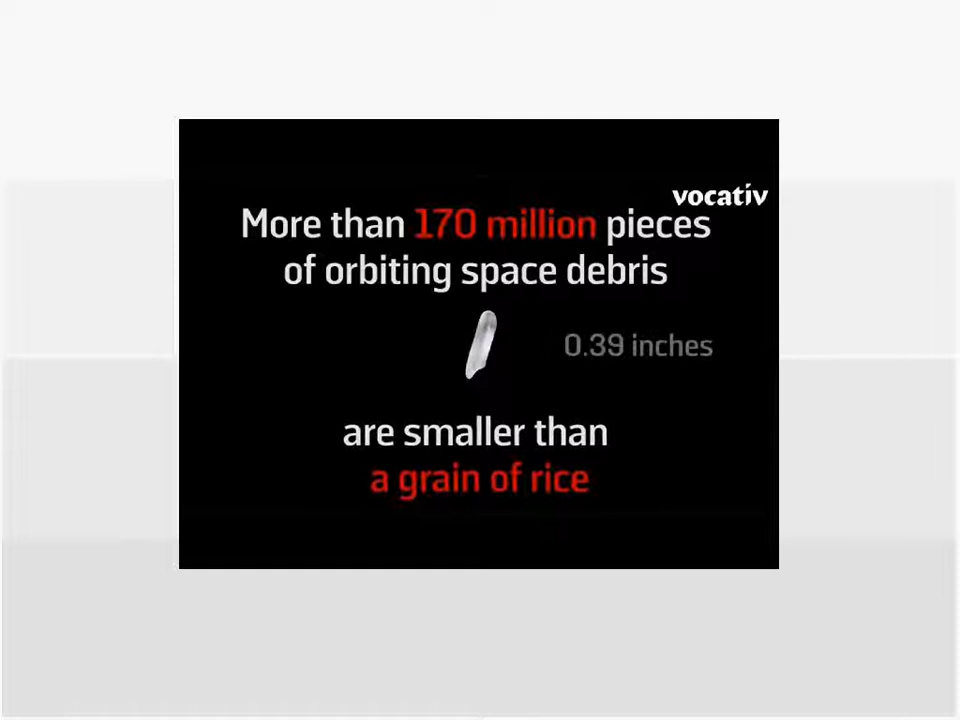 vocativ
More than 170 million pieces
of orbiting space debris
0.39 inches
are smaller than
a grain of rice